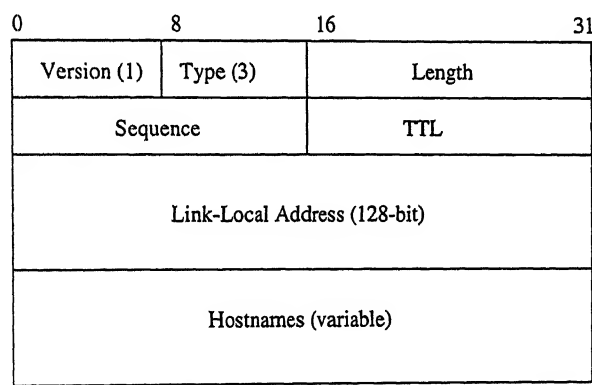 0 8 16 31
Version (1) Type (3) Length
Sequence TTL
Link-Local Address (128-bit)
Hostnames (variable)